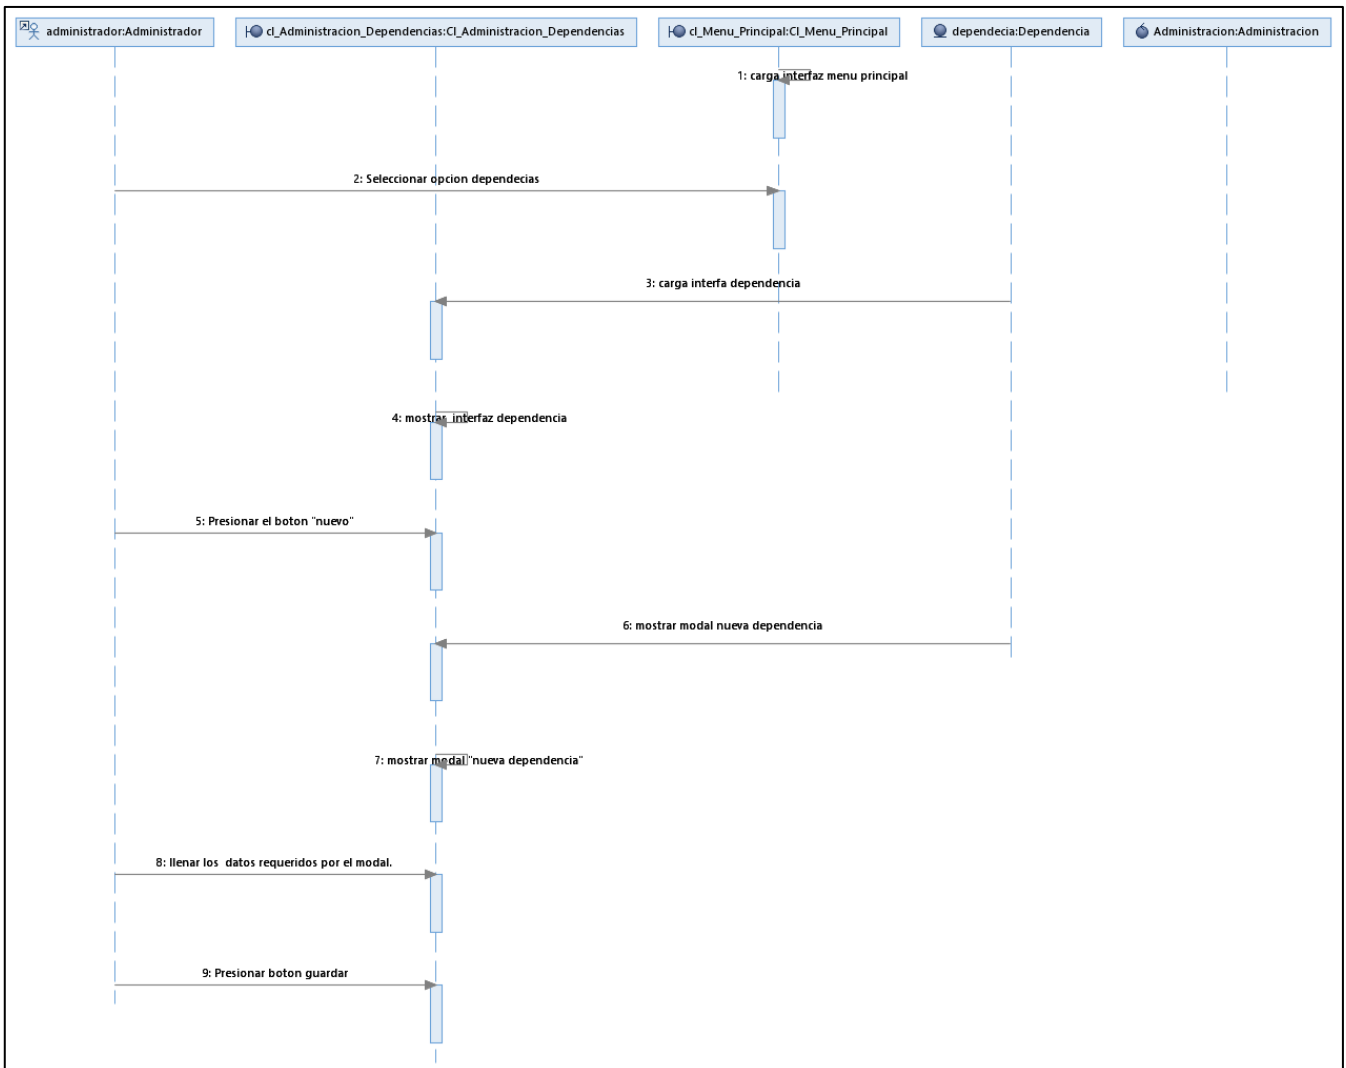 administrador:Administrador
cl_Administracion_Dependencias:Cl_Administracion_Dependencias
cl_Menu_Principal:Cl_Menu_Principal
dependecia:Dependencia
Administracion:Administracion
1: carga interfaz menu principal
2: Seleccionar opcion dependecias
3: carga interfa dependencia
4: mostrar  interfaz dependencia
5: Presionar el boton "nuevo"
6: mostrar modal nueva dependencia
7: mostrar modal "nueva dependencia"
8: llenar los  datos requeridos por el modal.
9: Presionar boton guardar